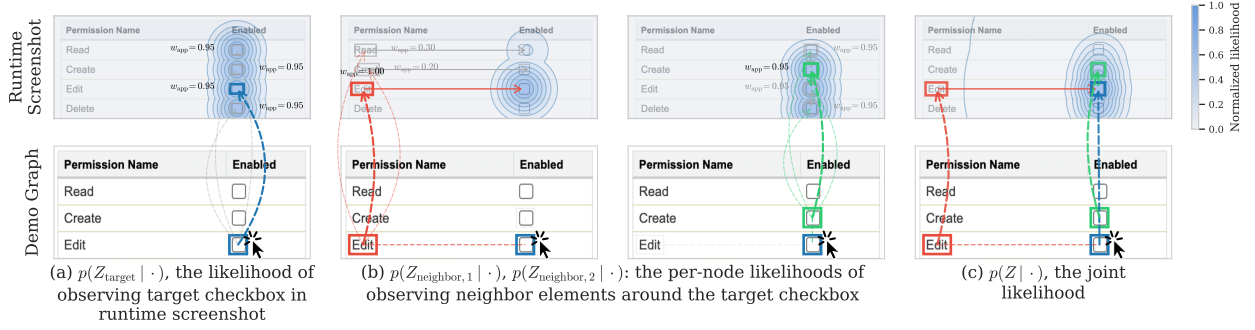 Runtime
Screenshot
Permission Name Enabled
Read
Create
Edit
Delete
w_app = 0.95
w_app = 0.95
w_app = 0.95
w_app = 0.95
Permission Name Enabled
Read w_app = 0.30
w_app = 0.20
Edit
Delete
Permission Name Enabled
Read
Create w_app = 0.95
Edit w_app = 0.95
Delete w_app = 0.95
Permission Name Enabled
Read
Create
Edit
Delete
1.0
0.8
0.6
0.4
0.2
0.0
Normalized likelihood
Demo Graph
Permission Name Enabled
Read
Create
Edit
Permission Name Enabled
Read
Create
Edit
Permission Name Enabled
Read
Create
Edit
Permission Name Enabled
Read
Create
Edit
(a) p(Z_target | ·), the likelihood of
observing target checkbox in
runtime screenshot
(b) p(Z_neighbor,1 | ·), p(Z_neighbor,2 | ·): the per-node likelihoods of
observing neighbor elements around the target checkbox
(c) p(Z | ·), the joint
likelihood